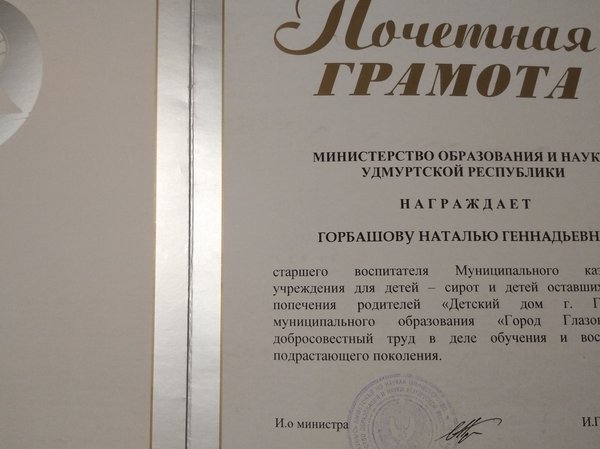 Почетная
ГРАМОТА
МИНИСТЕРСТВО ОБРАЗОВАНИЯ И НАУК
УДМУРТСКОЙ РЕСПУБЛИКИ
НАГРАЖДАЕТ
ГОРБАШОВУ НАТАЛЬЮ ГЕННАДЬЕВН
старшего воспитателя Муниципального каз
учреждения для детей – сирот и детей оставших
попечения родителей «Детский дом г. Г
муниципального образования «Город Глазов
добросовестный труд в деле обучения и вос
подрастающего поколения.
И.о министра И.Г